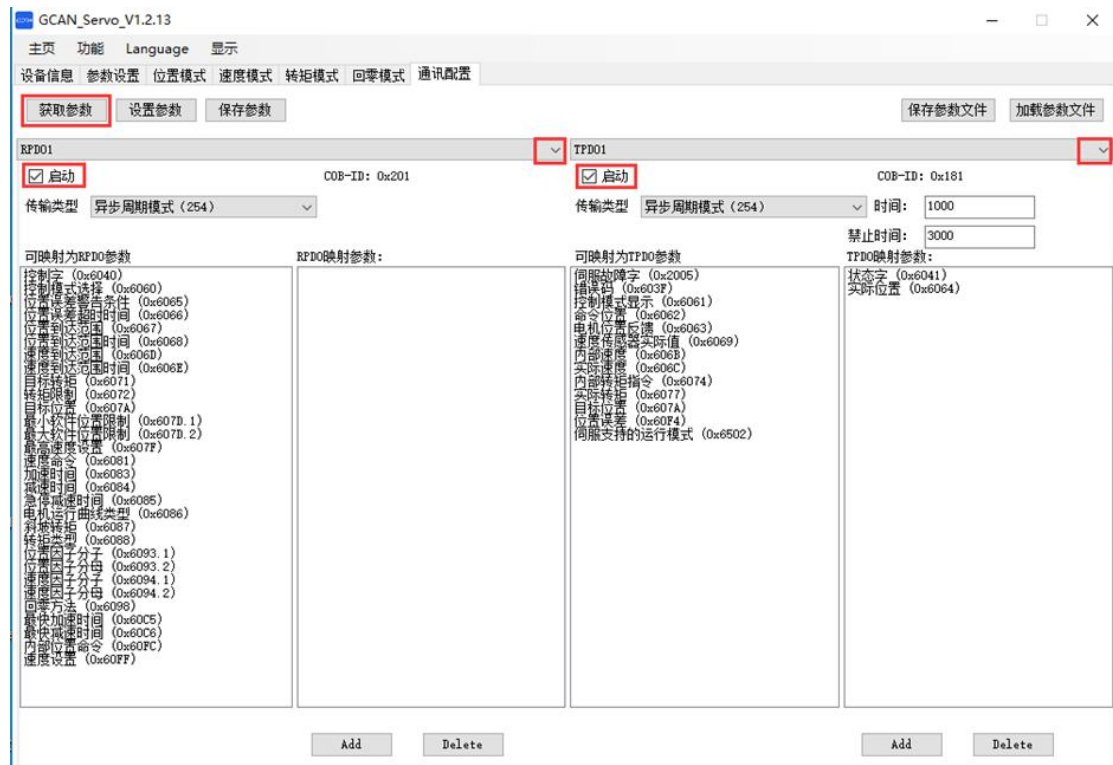 GCAN_Servo_V1.2.13
主页 功能 Language 显示
设备信息 参数设置 位置模式 速度模式 转矩模式 回零模式 通讯配置
获取参数 设置参数 保存参数 保存参数文件 加载参数文件
RPDO1 TPDO1
启动 COB-ID: 0x201 启动 COB-ID: 0x181
传输类型 异步周期模式（254） 传输类型 异步周期模式（254） 时间: 1000
禁止时间: 3000
可映射为RPDO参数 RPDO映射参数: 可映射为TPDO参数 TPDO映射参数:
控制字（0x6040）
控制模式选择（0x6060）
位置误差警告条件（0x6065）
位置误差超时时间（0x6066）
位置到达范围（0x6067）
位置到达范围时间（0x6068）
速度到达范围（0x606D）
速度到达范围时间（0x606E）
目标转矩（0x6071）
转矩限制（0x6072）
目标位置（0x607A）
最小软件位置限制（0x607D.1）
最大软件位置限制（0x607D.2）
最高速度设置（0x607F）
速度命令（0x6081）
加速时间（0x6083）
减速时间（0x6084）
急停减速时间（0x6085）
电机运行曲线类型（0x6086）
斜坡转矩（0x6087）
转矩类型（0x6088）
位置因子分子（0x6093.1）
位置因子分母（0x6093.2）
速度因子分子（0x6094.1）
速度因子分母（0x6094.2）
回零方法（0x6098）
最快加速时间（0x60C5）
最快减速时间（0x60C6）
内部位置命令（0x60FC）
速度设置（0x60FF）
伺服故障字（0x2005）
错误码（0x603F）
控制模式显示（0x6061）
命令位置（0x6062）
电机位置反馈（0x6063）
速度传感器实际值（0x6069）
内部速度（0x606B）
实际速度（0x606C）
内部转矩指令（0x6074）
实际转矩（0x6077）
目标位置（0x607A）
位置误差（0x60F4）
伺服支持的运行模式（0x6502）
状态字（0x6041）
实际位置（0x6064）
Add Delete Add Delete